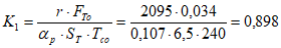 K₁ = (r · F_To) / (α_p · S_T · T_co) = (2095 · 0,034) / (0,107 · 6,5 · 240) = 0,898